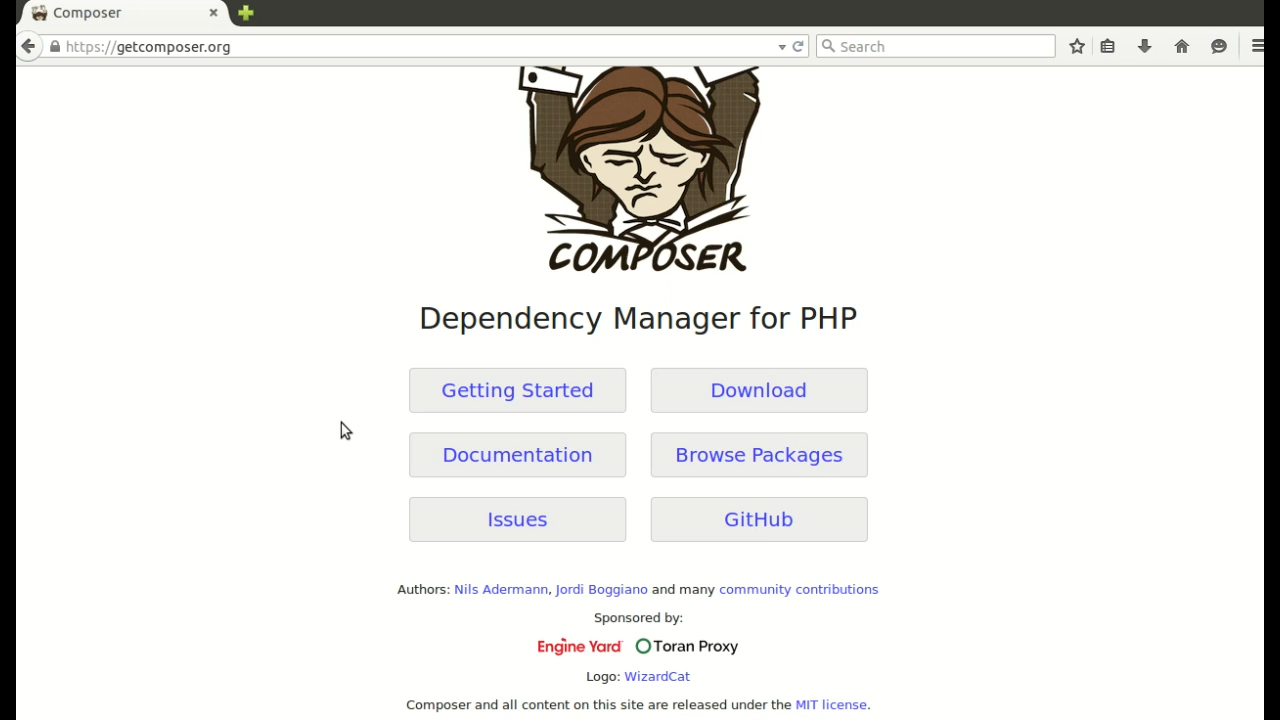 Composer
https://getcomposer.org
Search
COMPOSER
Dependency Manager for PHP
Getting Started
Download
Documentation
Browse Packages
Issues
GitHub
Authors: Nils Adermann, Jordi Boggiano and many community contributions
Sponsored by:
Engine Yard Toran Proxy
Logo: WizardCat
Composer and all content on this site are released under the MIT license.